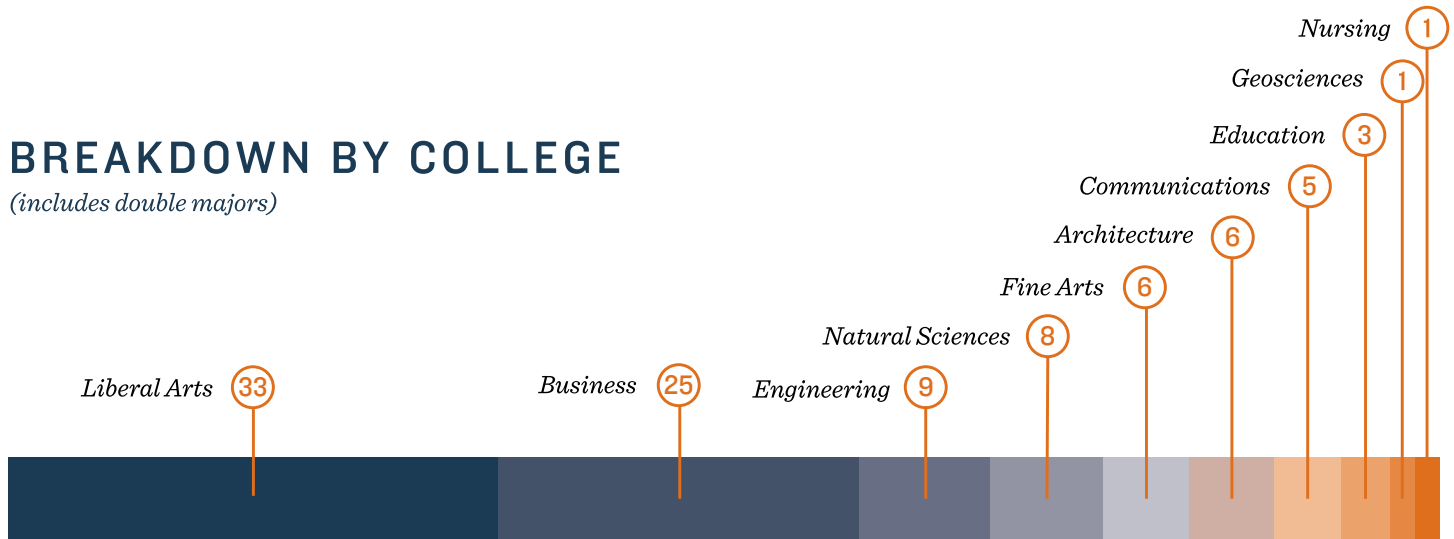 BREAKDOWN BY COLLEGE
(includes double majors)
Liberal Arts 33
Business 25
Engineering 9
Natural Sciences 8
Fine Arts 6
Architecture 6
Communications 5
Education 3
Geosciences 1
Nursing 1